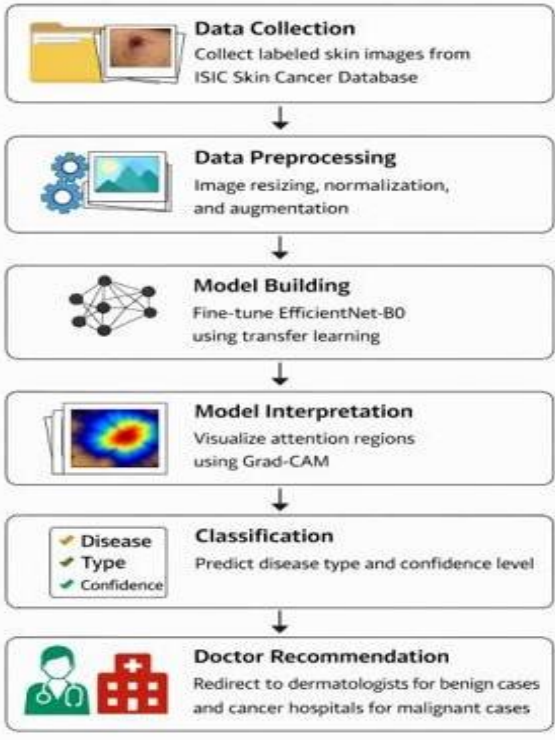 Data Collection
Collect labeled skin images from
ISIC Skin Cancer Database
Data Preprocessing
Image resizing, normalization,
and augmentation
Model Building
Fine-tune EfficientNet-B0
using transfer learning
Model Interpretation
Visualize attention regions
using Grad-CAM
Disease
Type
Confidence
Classification
Predict disease type and confidence level
Doctor Recommendation
Redirect to dermatologists for benign cases
and cancer hospitals for malignant cases